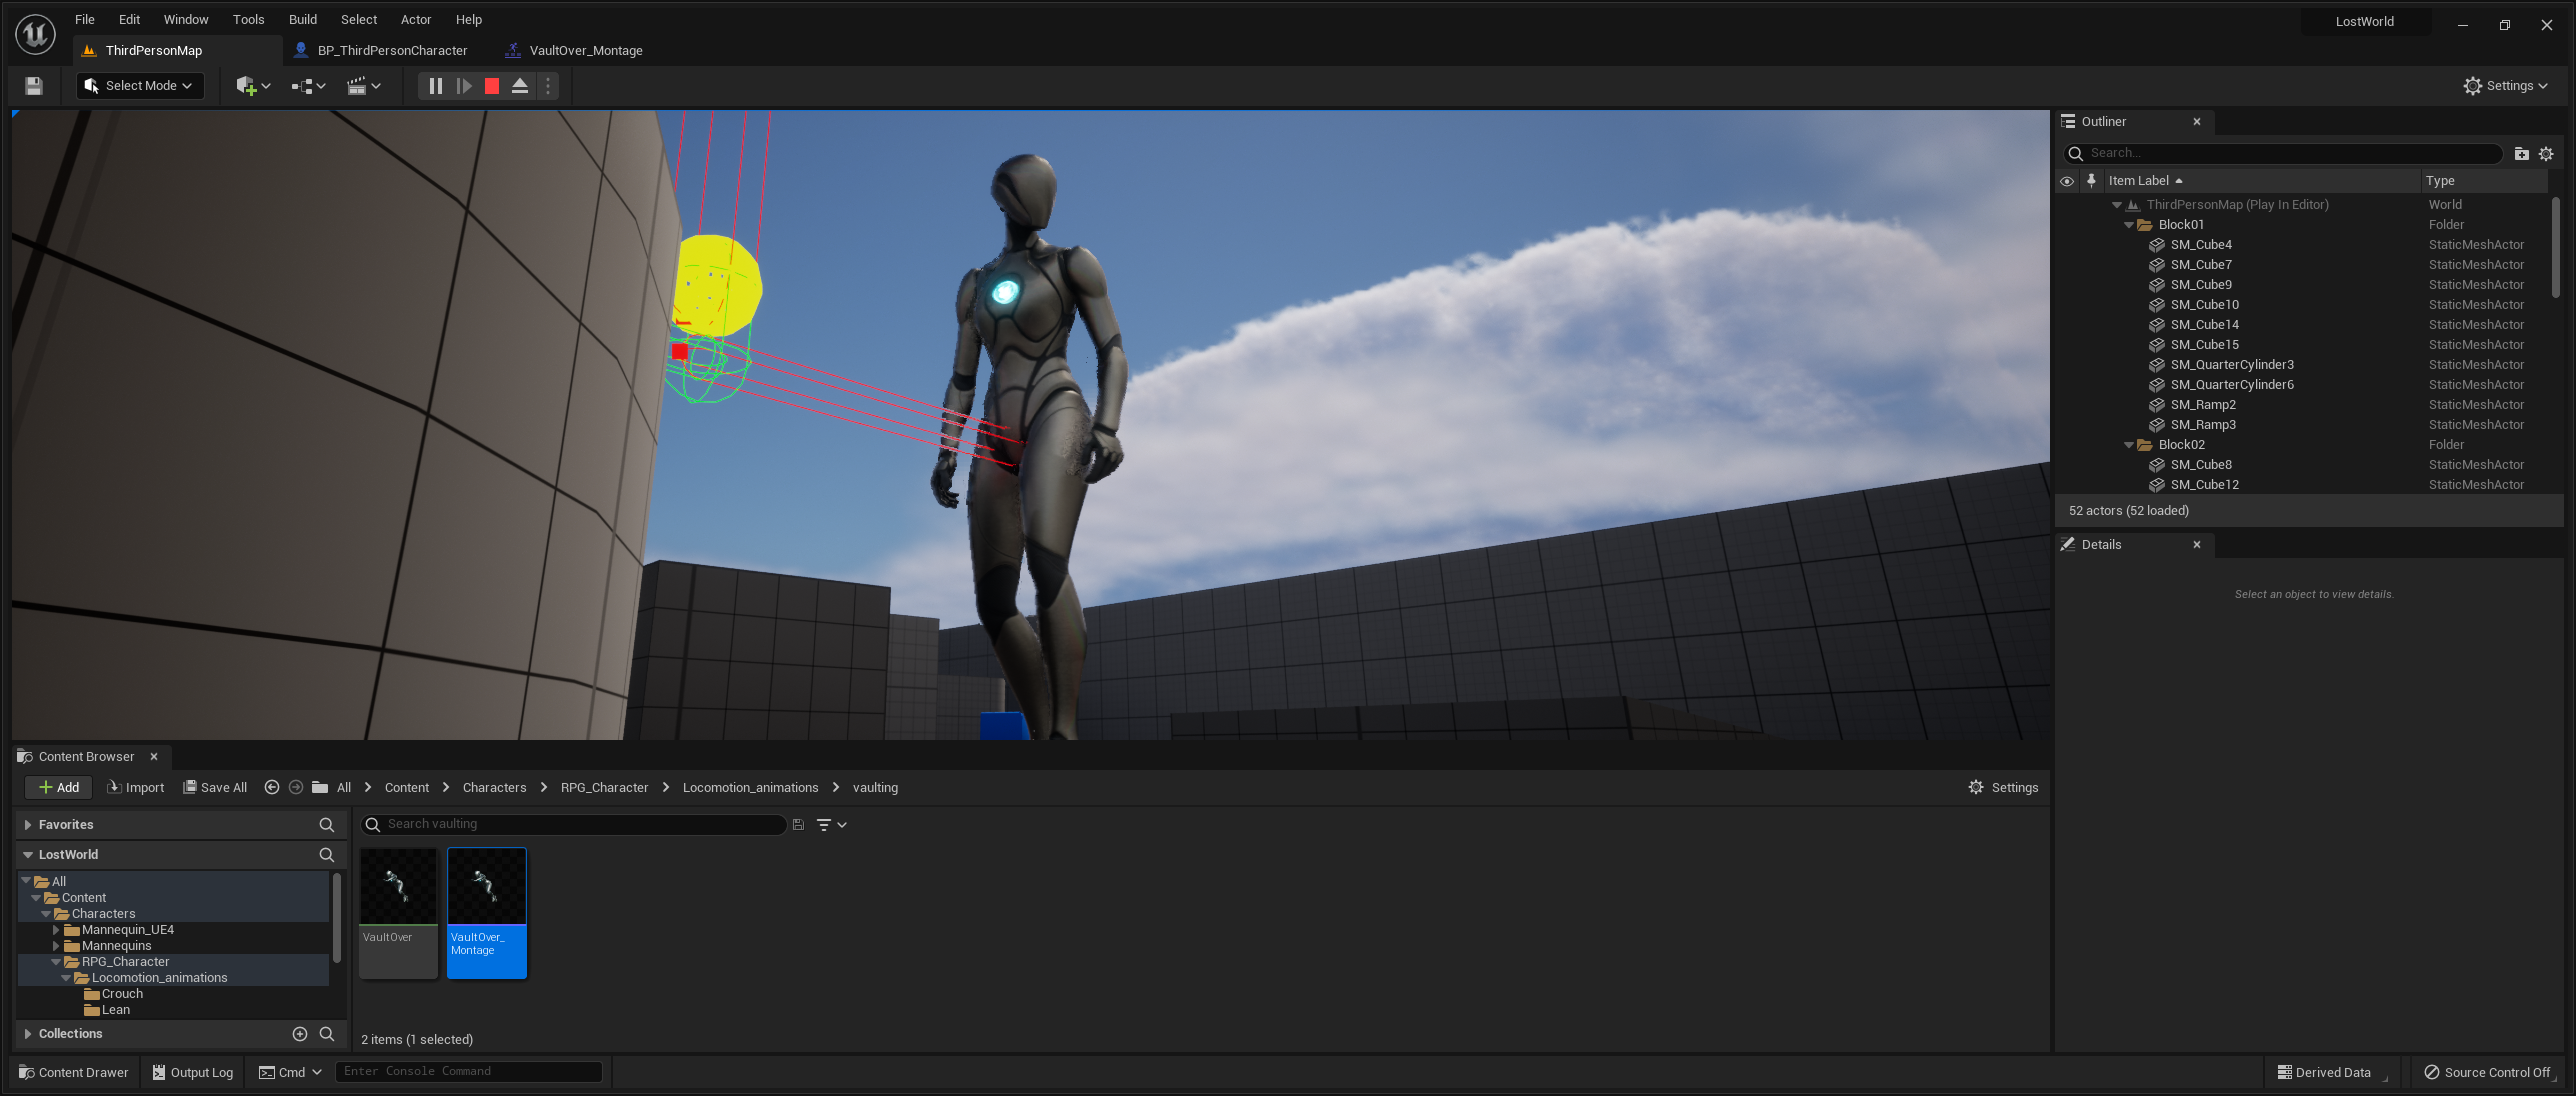 File Edit Window Tools Build Select Actor Help
LostWorld
ThirdPersonMap
BP_ThirdPersonCharacter
VaultOver_Montage
Select Mode
Settings
Outliner
Search...
Item Label Type
ThirdPersonMap (Play In Editor) World
Block01 Folder
SM_Cube4 StaticMeshActor
SM_Cube7 StaticMeshActor
SM_Cube9 StaticMeshActor
SM_Cube10 StaticMeshActor
SM_Cube14 StaticMeshActor
SM_Cube15 StaticMeshActor
SM_QuarterCylinder3 StaticMeshActor
SM_QuarterCylinder6 StaticMeshActor
SM_Ramp2 StaticMeshActor
SM_Ramp3 StaticMeshActor
Block02 Folder
SM_Cube8 StaticMeshActor
SM_Cube12 StaticMeshActor
52 actors (52 loaded)
Details
Select an object to view details.
Content Browser
Add Import Save All All Content Characters RPG_Character Locomotion_animations vaulting Settings
Favorites
LostWorld
All
Content
Characters
Mannequin_UE4
Mannequins
RPG_Character
Locomotion_animations
Crouch
Lean
Collections
Search vaulting
VaultOver
VaultOver_
Montage
2 items (1 selected)
Content Drawer Output Log Cmd Enter Console Command Derived Data Source Control Off